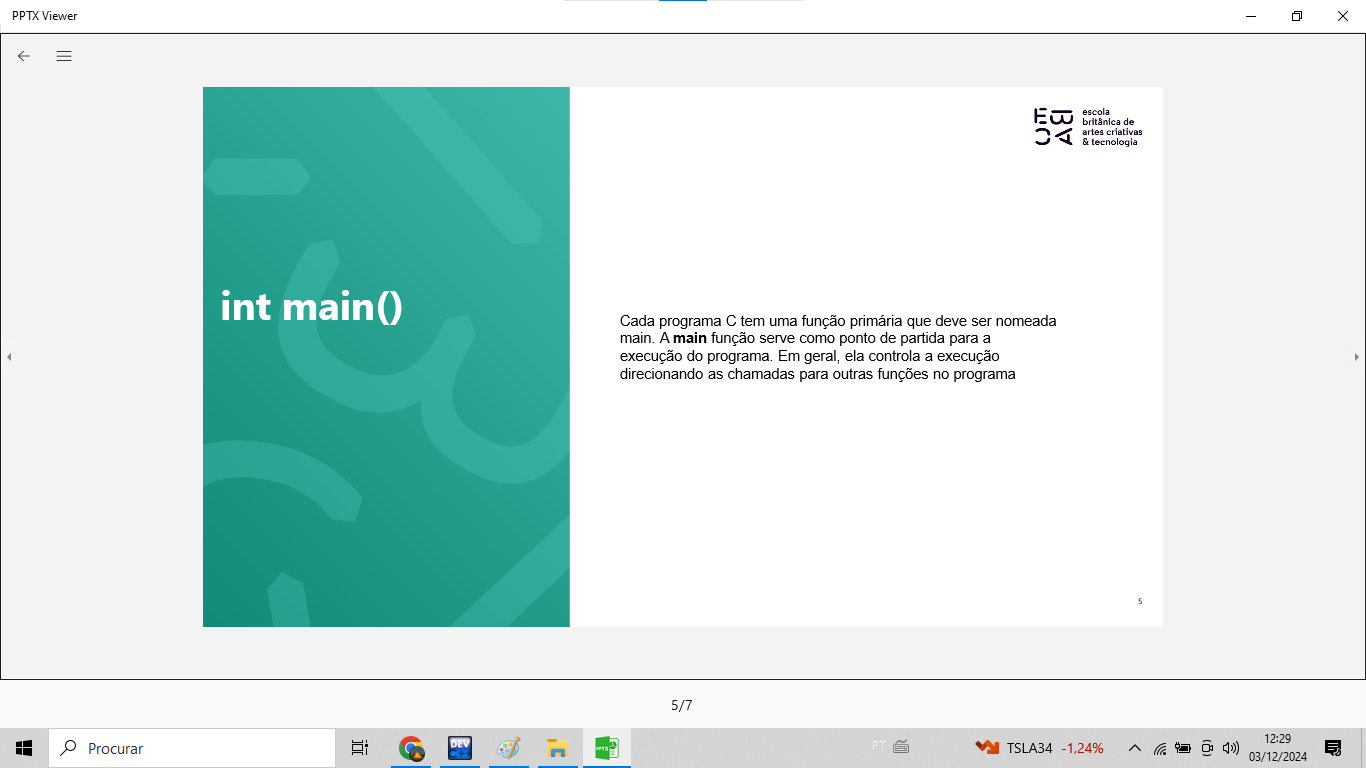 PPTX Viewer
EBAC
escola
britânica de
artes criativas
& tecnologia
int main()
Cada programa C tem uma função primária que deve ser nomeada
main. A main função serve como ponto de partida para a
execução do programa. Em geral, ela controla a execução
direcionando as chamadas para outras funções no programa
5
5/7
Procurar
DEV
PPTX
PT
TSLA34 -1,24%
12:29
03/12/2024